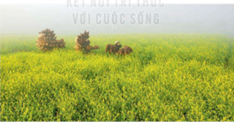 KẾT NỐI TRI THỨC
VỚI CUỘC SỐNG